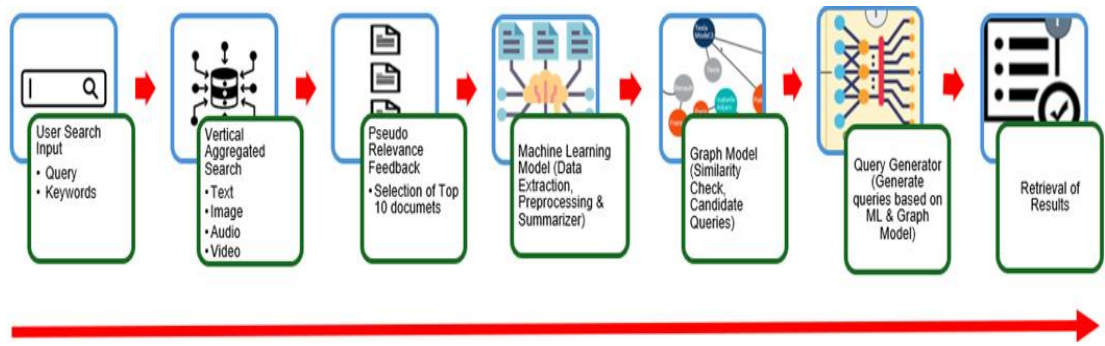 User Search
Input
• Query
• Keywords
Vertical
Aggregated
Search
• Text
• Image
• Audio
• Video
Pseudo
Relevance
Feedback
• Selection of Top
10 documets
Machine Learning
Model (Data
Extraction,
Preprocessing &
Summarizer)
Graph Model
(Similarity
Check,
Candidate
Queries)
Query Generator
(Generate
queries based on
ML & Graph
Model)
Retrieval of
Results